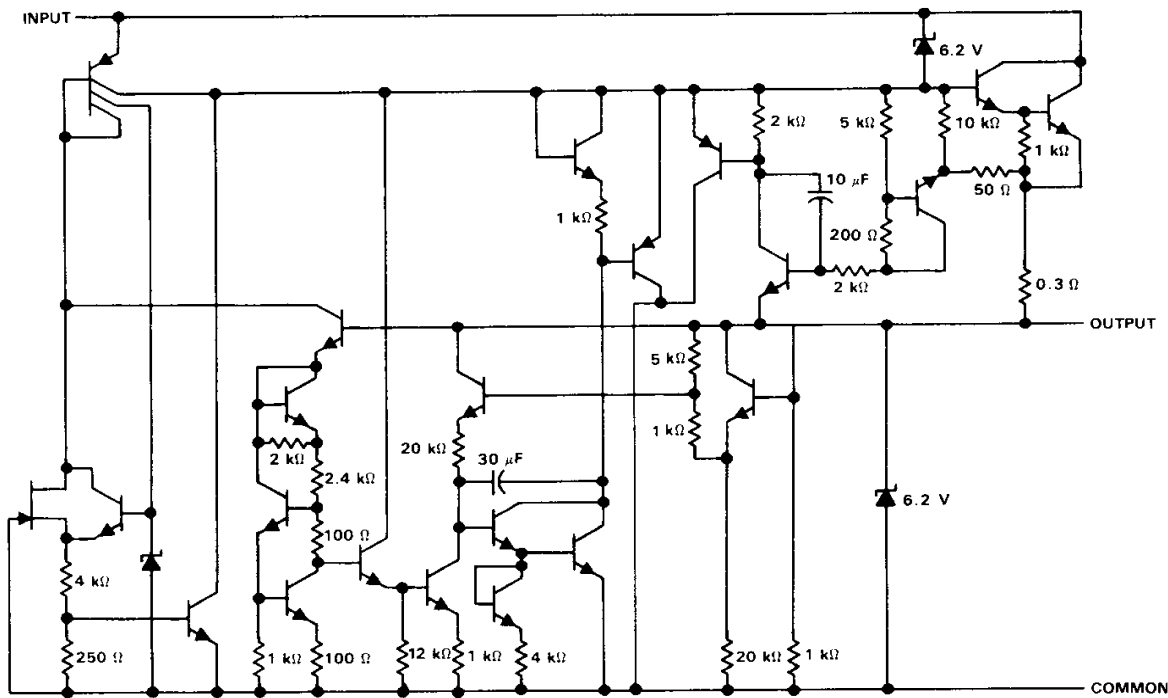 INPUT
6.2 V
2 kΩ
5 kΩ
10 kΩ
1 kΩ
10 μF
50 Ω
1 kΩ
200 Ω
2 kΩ
0.3 Ω
OUTPUT
5 kΩ
1 kΩ
20 kΩ
2 kΩ
30 μF
2.4 kΩ
6.2 V
100 Ω
4 kΩ
250 Ω
1 kΩ
100 Ω
12 kΩ
1 kΩ
4 kΩ
20 kΩ
1 kΩ
COMMON